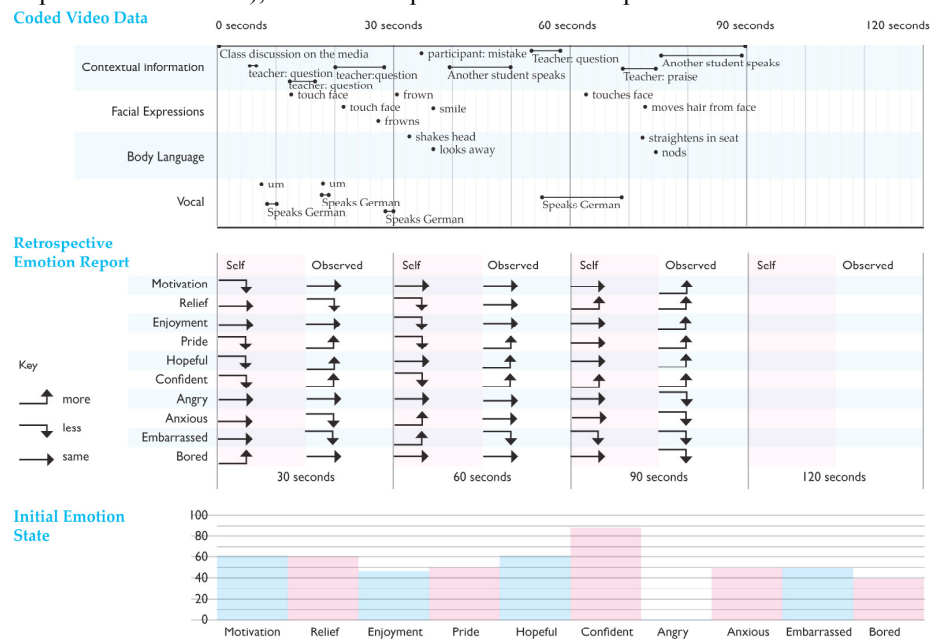 Coded Video Data
0 seconds 30 seconds 60 seconds 90 seconds 120 seconds
Contextual information
Class discussion on the media
participant: mistake
Teacher: question
Another student speaks
teacher: question
teacher:question
Another student speaks
Teacher: praise
teacher: question
Facial Expressions
touch face
frown
touches face
touch face
smile
moves hair from face
frowns
Body Language
shakes head
straightens in seat
looks away
nods
Vocal
um
um
Speaks German
Speaks German
Speaks German
Speaks German
Retrospective
Emotion Report
Self Observed Self Observed Self Observed Self Observed
Motivation
Relief
Enjoyment
Pride
Hopeful
Confident
Angry
Anxious
Embarrassed
Bored
Key
more
less
same
30 seconds 60 seconds 90 seconds 120 seconds
Initial Emotion
State
100
80
60
40
20
0
Motivation Relief Enjoyment Pride Hopeful Confident Angry Anxious Embarrassed Bored